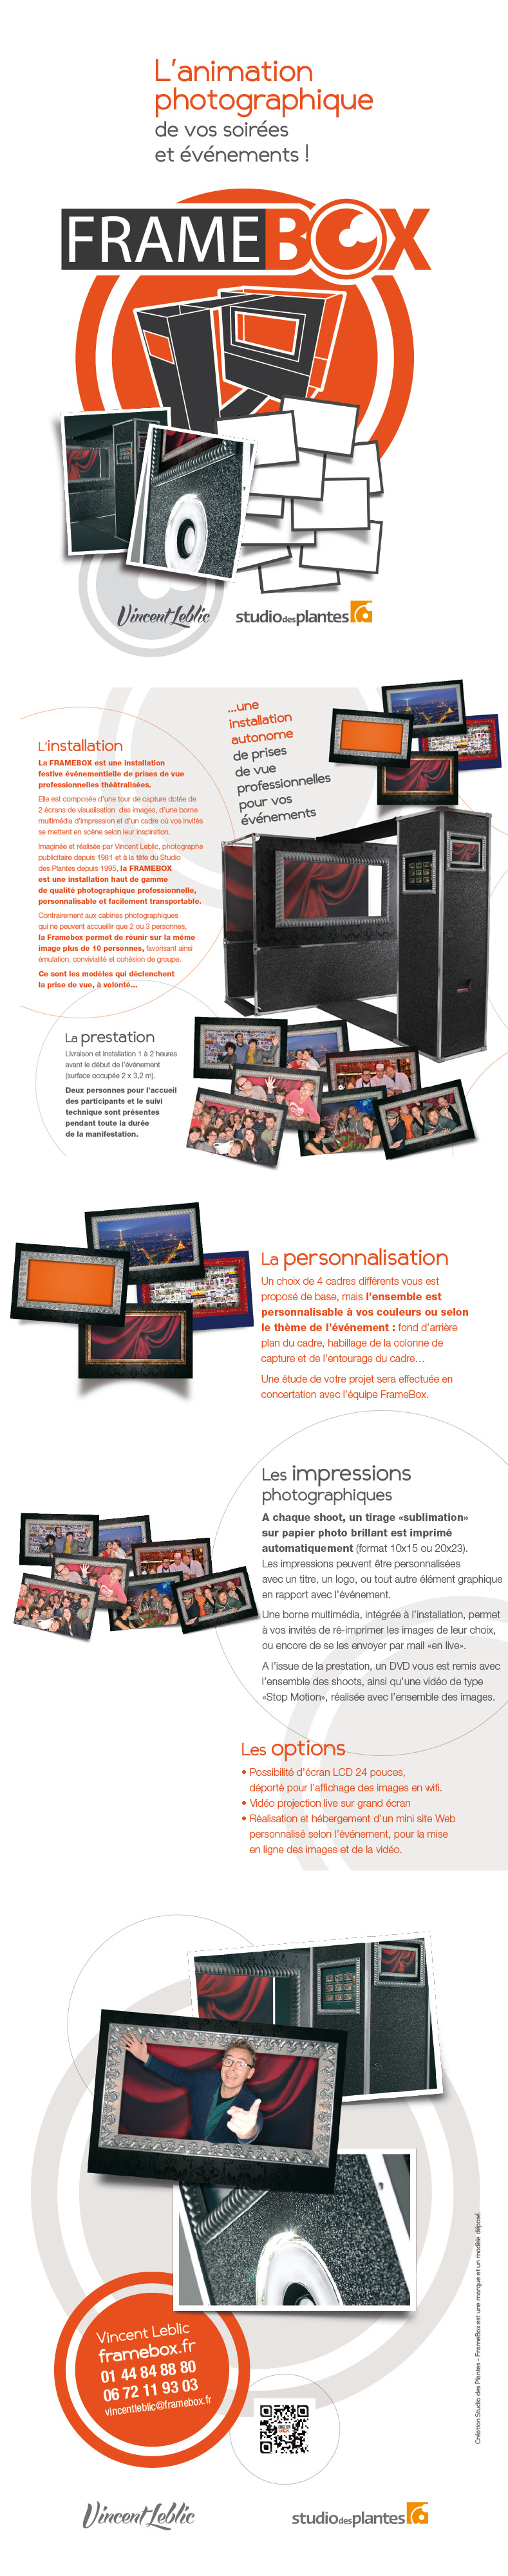 L'animation
photographique
de vos soirées
et événements !
FRAMEBOX
Vincent Leblic
studiodesplantes
...une
installation
autonome
de prises
de vue
professionnelles
pour vos
événements
L'installation
La FRAMEBOX est une installation
festive événementielle de prises de vue
professionnelles théâtralisées.
Elle est composée d'une tour de capture dotée de
2 écrans de visualisation des images, d'une borne
multimédia d'impression et d'un cadre où vos invités
se mettent en scène selon leur inspiration.
Imaginée et réalisée par Vincent Leblic, photographe
publicitaire depuis 1981 et à la tête du Studio
des Plantes depuis 1995, la FRAMEBOX
est une installation haut de gamme
de qualité photographique professionnelle,
personnalisable et facilement transportable.
Contrairement aux cabines photographiques
qui ne peuvent accueillir que 2 ou 3 personnes,
la Framebox permet de réunir sur la même
image plus de 10 personnes, favorisant ainsi
émulation, convivialité et cohésion de groupe.
Ce sont les modèles qui déclenchent
la prise de vue, à volonté...
La prestation
Livraison et installation 1 à 2 heures
avant le début de l'événement
(surface occupée 2 x 3,2 m).
Deux personnes pour l'accueil
des participants et le suivi
technique sont présentes
pendant toute la durée
de la manifestation.
La personnalisation
Un choix de 4 cadres différents vous est
proposé de base, mais l'ensemble est
personnalisable à vos couleurs ou selon
le thème de l'événement : fond d'arrière
plan du cadre, habillage de la colonne de
capture et de l'entourage du cadre...
Une étude de votre projet sera effectuée en
concertation avec l'équipe FrameBox.
Les impressions
photographiques
A chaque shoot, un tirage «sublimation»
sur papier photo brillant est imprimé
automatiquement (format 10x15 ou 20x23).
Les impressions peuvent être personnalisées
avec un titre, un logo, ou tout autre élément graphique
en rapport avec l'événement.
Une borne multimédia, intégrée à l'installation, permet
à vos invités de ré-imprimer les images de leur choix,
ou encore de se les envoyer par mail «en live».
A l'issue de la prestation, un DVD vous est remis avec
l'ensemble des shoots, ainsi qu'une vidéo de type
«Stop Motion», réalisée avec l'ensemble des images.
Les options
• Possibilité d'écran LCD 24 pouces,
déporté pour l'affichage des images en wifi.
• Vidéo projection live sur grand écran
• Réalisation et hébergement d'un mini site Web
personnalisé selon l'événement, pour la mise
en ligne des images et de la vidéo.
Vincent Leblic
framebox.fr
01 44 84 88 80
06 72 11 93 03
vincentleblic@framebox.fr
Création Studio des Plantes - FrameBox est une marque et un modèle déposé.
Vincent Leblic
studiodesplantes